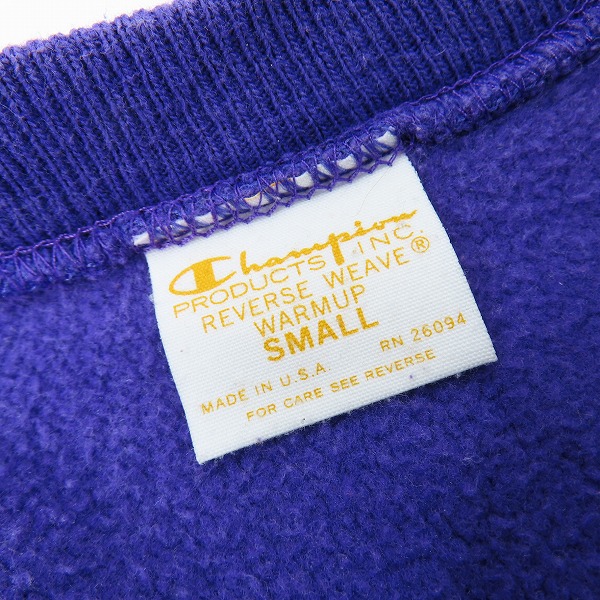 Champion
PRODUCTS INC.
REVERSE WEAVE®
WARMUP
SMALL
MADE IN U.S.A. RN 26094
FOR CARE SEE REVERSE